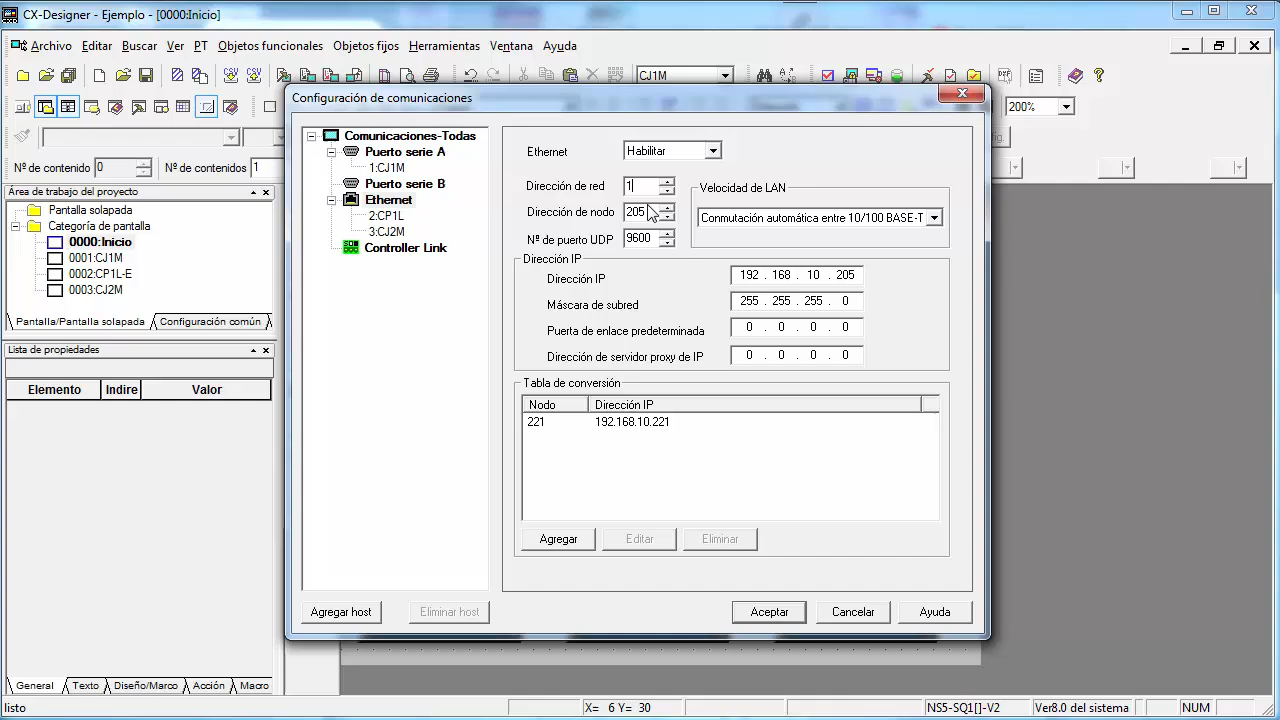 CX-Designer - Ejemplo - [0000:Inicio]
Archivo Editar Buscar Ver PT Objetos funcionales Objetos fijos Herramientas Ventana Ayuda
CJ1M
200%
Nº de contenido 0 Nº de contenidos 1
Área de trabajo del proyecto
Pantalla solapada
Categoría de pantalla
0000:Inicio
0001:CJ1M
0002:CP1L-E
0003:CJ2M
Pantalla/Pantalla solapada Configuración común
Lista de propiedades
Elemento Indire Valor
General Texto Diseño/Marco Acción Macro
Configuración de comunicaciones
Comunicaciones-Todas
Puerto serie A
1:CJ1M
Puerto serie B
Ethernet
2:CP1L
3:CJ2M
Controller Link
Agregar host Eliminar host
Ethernet Habilitar
Dirección de red 1
Dirección de nodo 205
Nº de puerto UDP 9600
Velocidad de LAN
Conmutación automática entre 10/100 BASE-T
Dirección IP
Dirección IP 192 . 168 . 10 . 205
Máscara de subred 255 . 255 . 255 . 0
Puerta de enlace predeterminada 0 . 0 . 0 . 0
Dirección de servidor proxy de IP 0 . 0 . 0 . 0
Tabla de conversión
Nodo Dirección IP
221 192.168.10.221
Agregar Editar Eliminar
Aceptar Cancelar Ayuda
listo X= 6 Y= 30 NS5-SQ1[]-V2 Ver8.0 del sistema NUM